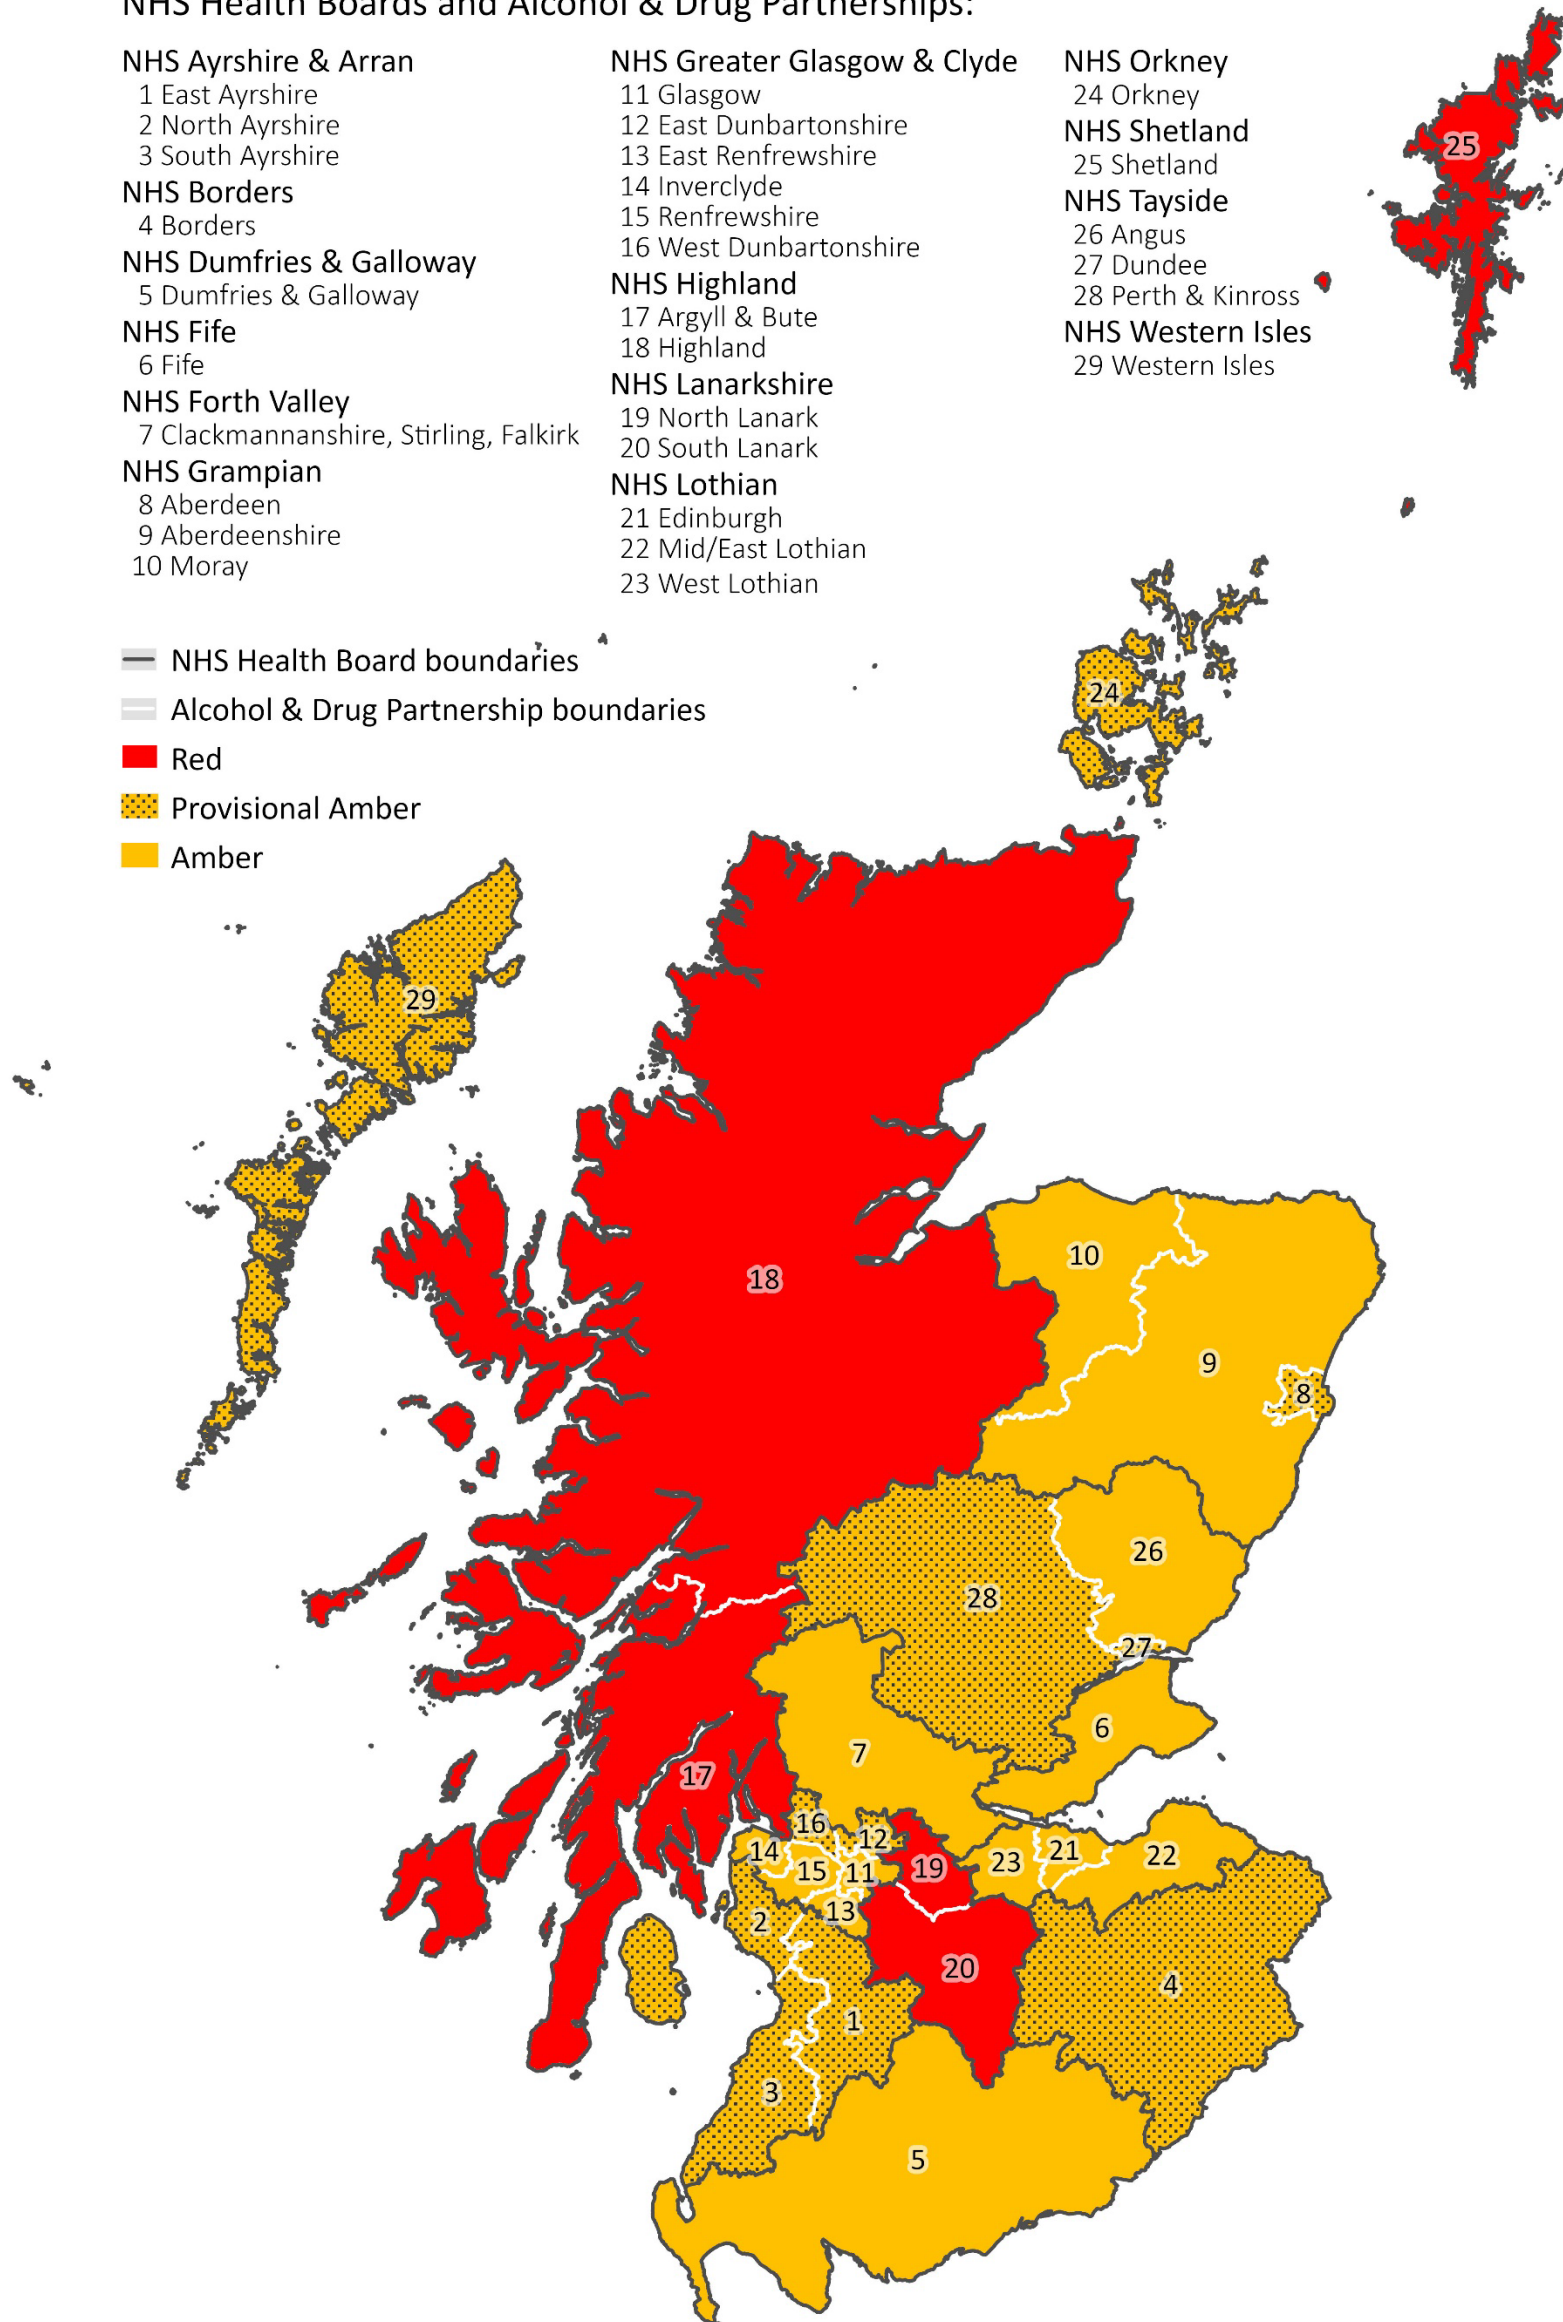 NHS Health Boards and Alcohol & Drug Partnerships:
NHS Ayrshire & Arran
1 East Ayrshire
2 North Ayrshire
3 South Ayrshire
NHS Borders
4 Borders
NHS Dumfries & Galloway
5 Dumfries & Galloway
NHS Fife
6 Fife
NHS Forth Valley
7 Clackmannanshire, Stirling, Falkirk
NHS Grampian
8 Aberdeen
9 Aberdeenshire
10 Moray
NHS Greater Glasgow & Clyde
11 Glasgow
12 East Dunbartonshire
13 East Renfrewshire
14 Inverclyde
15 Renfrewshire
16 West Dunbartonshire
NHS Highland
17 Argyll & Bute
18 Highland
NHS Lanarkshire
19 North Lanark
20 South Lanark
NHS Lothian
21 Edinburgh
22 Mid/East Lothian
23 West Lothian
NHS Orkney
24 Orkney
NHS Shetland
25 Shetland
NHS Tayside
26 Angus
27 Dundee
28 Perth & Kinross
NHS Western Isles
29 Western Isles
NHS Health Board boundaries
Alcohol & Drug Partnership boundaries
Red
Provisional Amber
Amber
25
24
29
18
10
9
8
26
28
27
6
7
17
16
12
14
15
11
19
23
21
22
13
2
20
4
1
3
5